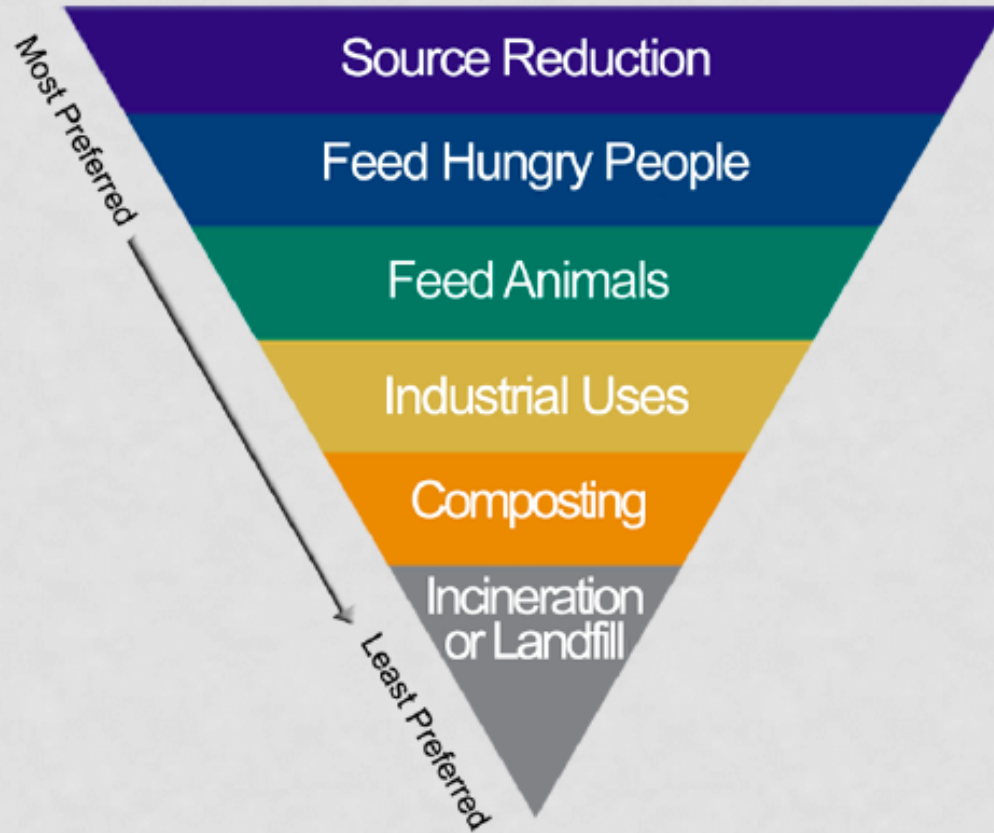 Most Preferred
Source Reduction
Feed Hungry People
Feed Animals
Industrial Uses
Composting
Incineration
or Landfill
Least Preferred